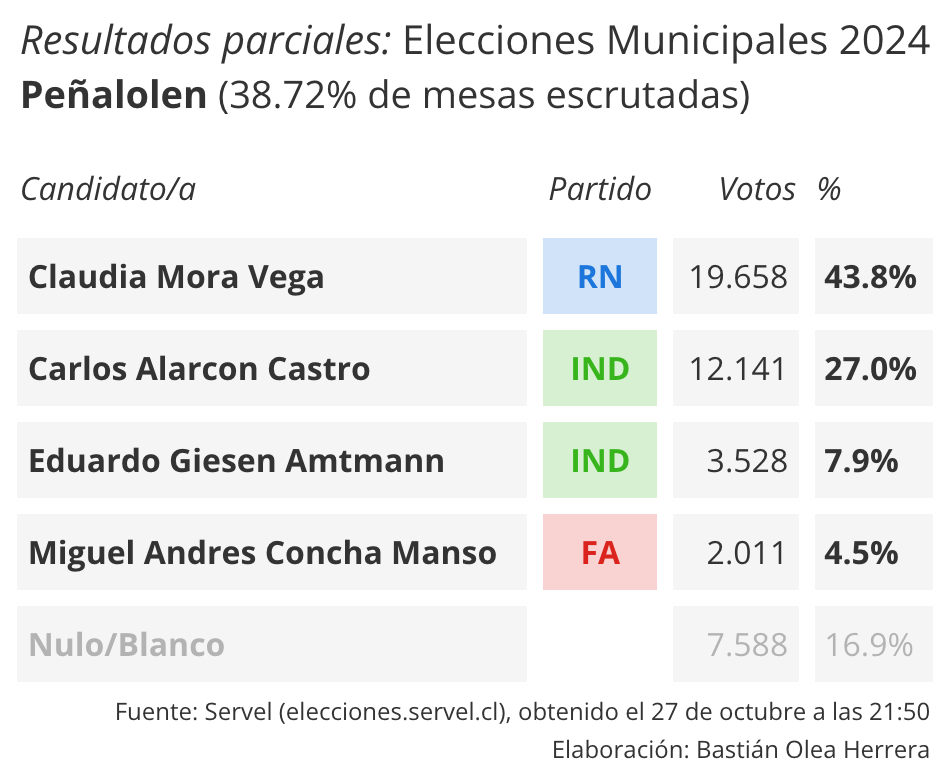 Resultados parciales: Elecciones Municipales 2024
Peñalolen (38.72% de mesas escrutadas)
Candidato/a Partido Votos %
Claudia Mora Vega RN 19.658 43.8%
Carlos Alarcon Castro IND 12.141 27.0%
Eduardo Giesen Amtmann IND 3.528 7.9%
Miguel Andres Concha Manso FA 2.011 4.5%
Nulo/Blanco 7.588 16.9%
Fuente: Servel (elecciones.servel.cl), obtenido el 27 de octubre a las 21:50
Elaboración: Bastián Olea Herrera